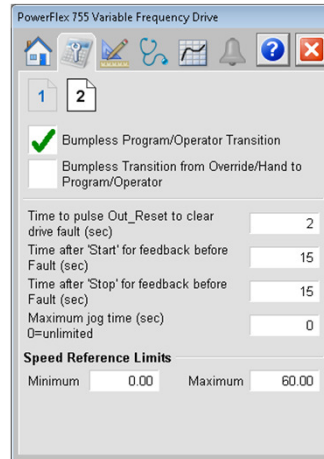 PowerFlex 755 Variable Frequency Drive
?
1 2
Bumpless Program/Operator Transition
Bumpless Transition from Override/Hand to
Program/Operator
Time to pulse Out_Reset to clear
drive fault (sec) 2
Time after 'Start' for feedback before
Fault (sec) 15
Time after 'Stop' for feedback before
Fault (sec) 15
Maximum jog time (sec)
0=unlimited 0
Speed Reference Limits
Minimum 0.00 Maximum 60.00